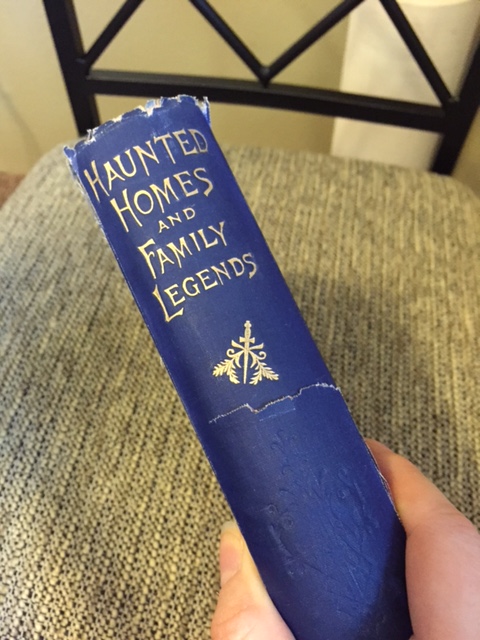 HAUNTED
HOMES
AND
FAMILY
LEGENDS